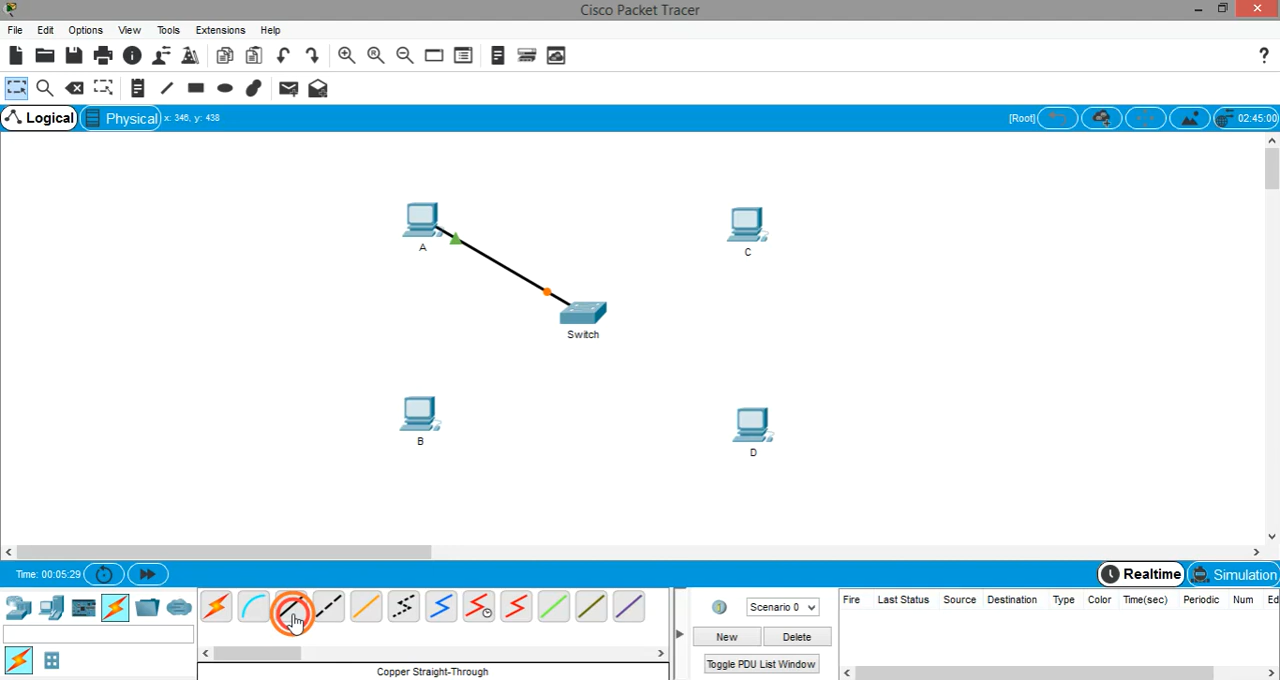 Cisco Packet Tracer
File Edit Options View Tools Extensions Help
Logical Physical x: 346, y: 438 [Root] 02:45:00
A
C
Switch
B
D
Time: 00:05:29 Realtime Simulation
Scenario 0
New Delete
Toggle PDU List Window
Fire Last Status Source Destination Type Color Time(sec) Periodic Num Ed
Copper Straight-Through